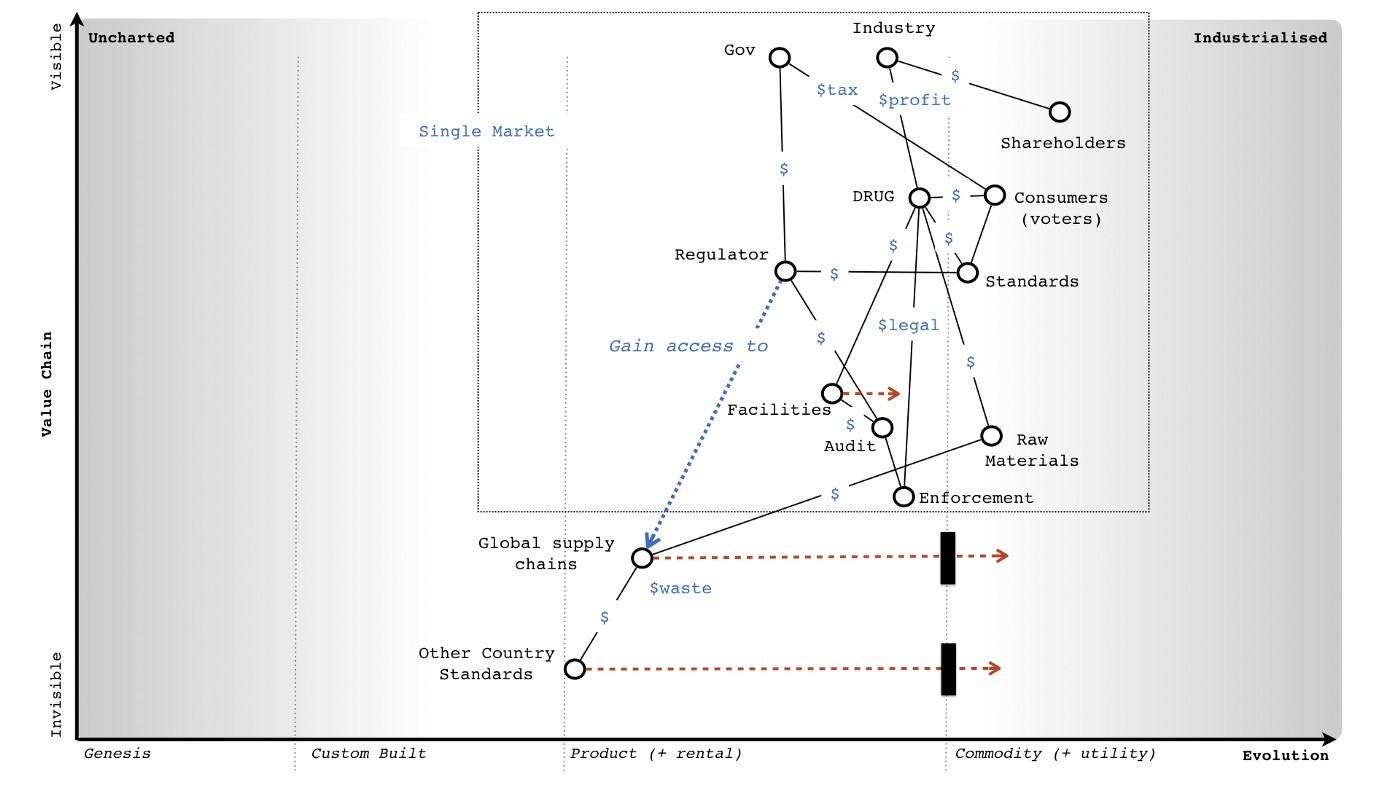 Visible
Uncharted
Industry
Industrialised
Gov
$
$tax
$profit
Single Market
Shareholders
$
DRUG
$
Consumers
(voters)
$
$
Regulator
$
Standards
$legal
$
Gain access to
$
Value Chain
Facilities
$
Audit
Raw
Materials
$
Enforcement
Global supply
chains
$waste
$
Other Country
Standards
Invisible
Genesis
Custom Built
Product (+ rental)
Commodity (+ utility)
Evolution